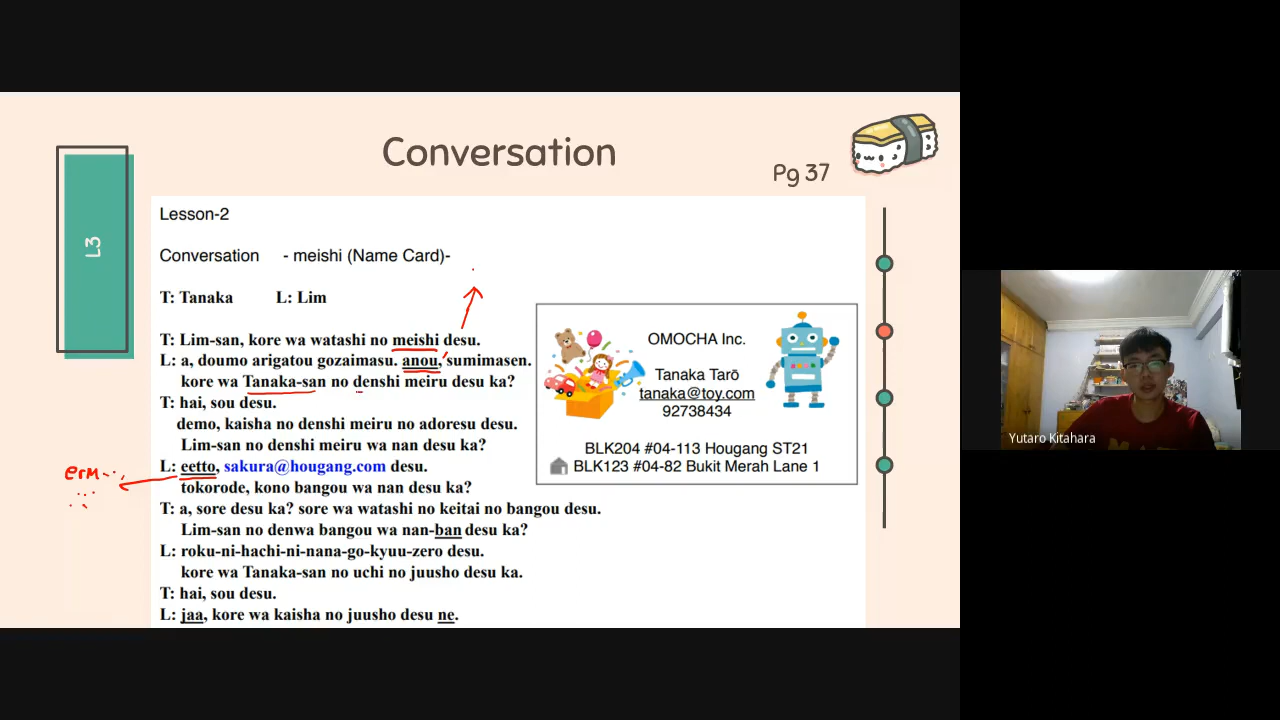 Conversation
Pg 37
L3
Lesson-2
Conversation - meishi (Name Card)-
T: Tanaka L: Lim
T: Lim-san, kore wa watashi no meishi desu.
L: a, doumo arigatou gozaimasu. anou, sumimasen.
kore wa Tanaka-san no denshi meiru desu ka?
T: hai, sou desu.
demo, kaisha no denshi meiru no adoresu desu.
Lim-san no denshi meiru wa nan desu ka?
L: eetto, sakura@hougang.com desu.
erm...
tokorode, kono bangou wa nan desu ka?
T: a, sore desu ka? sore wa watashi no keitai no bangou desu.
Lim-san no denwa bangou wa nan-ban desu ka?
L: roku-ni-hachi-ni-nana-go-kyuu-zero desu.
kore wa Tanaka-san no uchi no juusho desu ka.
T: hai, sou desu.
L: jaa, kore wa kaisha no juusho desu ne.
OMOCHA Inc.
Tanaka Tarō
tanaka@toy.com
92738434
BLK204 #04-113 Hougang ST21
BLK123 #04-82 Bukit Merah Lane 1
Yutaro Kitahara